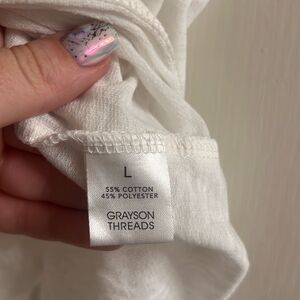 L
55% COTTON
45% POLYESTER
GRAYSON
THREADS